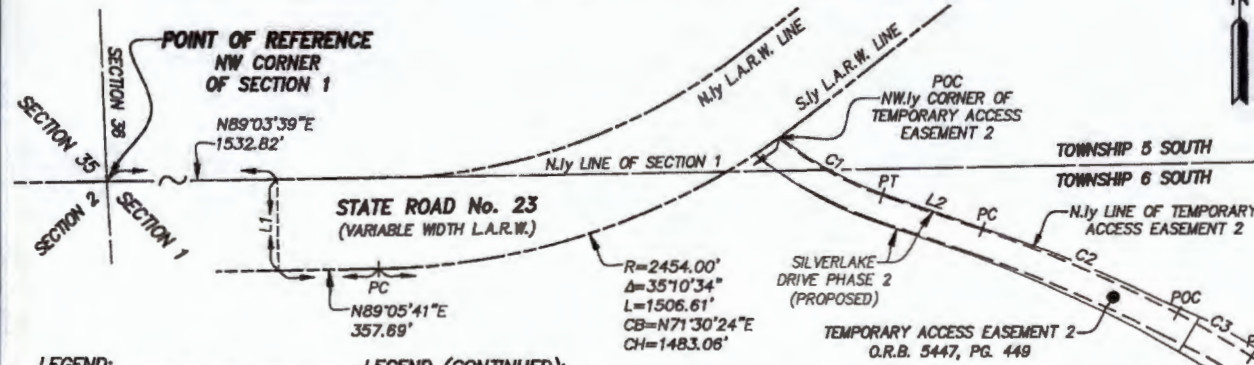 POINT OF REFERENCE
NW CORNER
OF SECTION 1
SECTION 36
SECTION 35
SECTION 2
SECTION 1
N89°03'39"E
1532.82'
N.ly L.A.R.W. LINE
S.ly L.A.R.W. LINE
N.ly LINE OF SECTION 1
POC
NW.ly CORNER OF
TEMPORARY ACCESS
EASEMENT 2
TOWNSHIP 5 SOUTH
TOWNSHIP 6 SOUTH
STATE ROAD No. 23
(VARIABLE WIDTH L.A.R.W.)
L1
PC
N89°05'41"E
357.69'
R=2454.00'
Δ=35°10'34"
L=1506.61'
CB=N71°30'24"E
CH=1483.06'
C1
PT
L2
PC
N.ly LINE OF TEMPORARY
ACCESS EASEMENT 2
C2
POC
C3
SILVERLAKE
DRIVE PHASE 2
(PROPOSED)
TEMPORARY ACCESS EASEMENT 2
O.R.B. 5447, PG. 449
LEGEND:
LEGEND (CONTINUED):